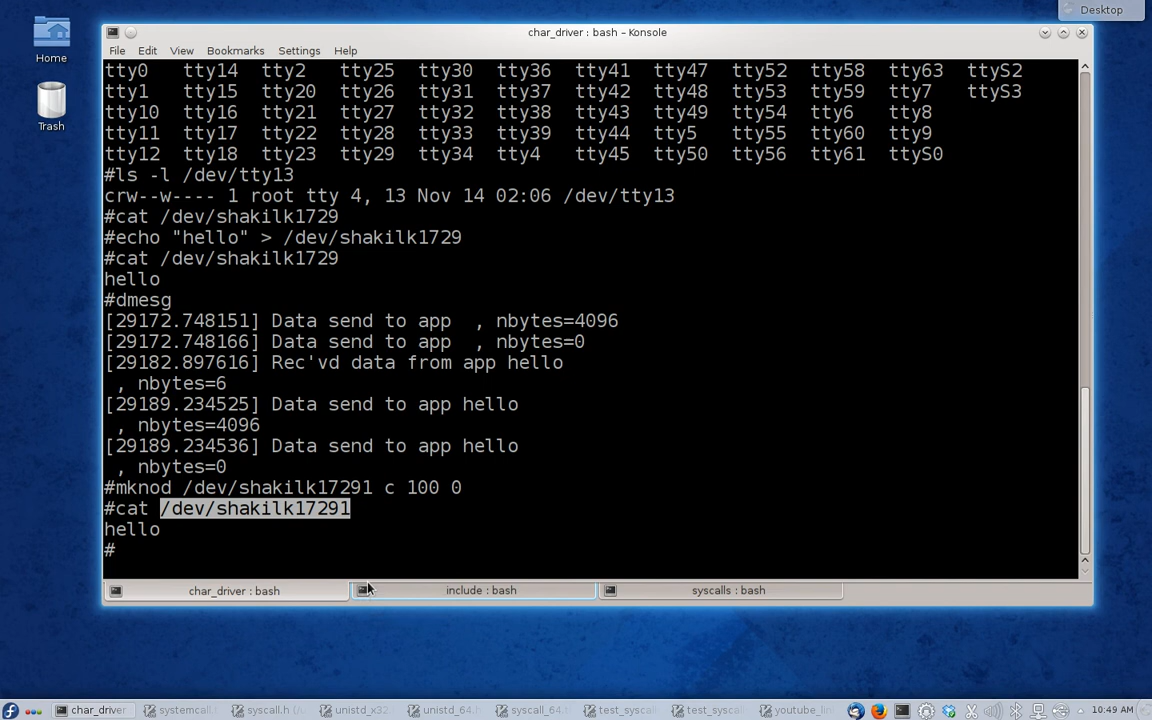 Desktop
Home
Trash
char_driver : bash – Konsole
File Edit View Bookmarks Settings Help
tty0 tty14 tty2 tty25 tty30 tty36 tty41 tty47 tty52 tty58 tty63 ttyS2
tty1 tty15 tty20 tty26 tty31 tty37 tty42 tty48 tty53 tty59 tty7 ttyS3
tty10 tty16 tty21 tty27 tty32 tty38 tty43 tty49 tty54 tty6 tty8
tty11 tty17 tty22 tty28 tty33 tty39 tty44 tty5 tty55 tty60 tty9
tty12 tty18 tty23 tty29 tty34 tty4 tty45 tty50 tty56 tty61 ttyS0
#ls -l /dev/tty13
crw--w---- 1 root tty 4, 13 Nov 14 02:06 /dev/tty13
#cat /dev/shakilk1729
#echo "hello" > /dev/shakilk1729
#cat /dev/shakilk1729
hello
#dmesg
[29172.748151] Data send to app  , nbytes=4096
[29172.748166] Data send to app  , nbytes=0
[29182.897616] Rec'vd data from app hello
 , nbytes=6
[29189.234525] Data send to app hello
 , nbytes=4096
[29189.234536] Data send to app hello
 , nbytes=0
#mknod /dev/shakilk17291 c 100 0
#cat /dev/shakilk17291
hello
#
char_driver : bash include : bash syscalls : bash
char_driver systemcall. syscall.h (/u unistd_x32. unistd_64.h syscall_64.t test_syscal test_syscal youtube_lin 10:49 AM